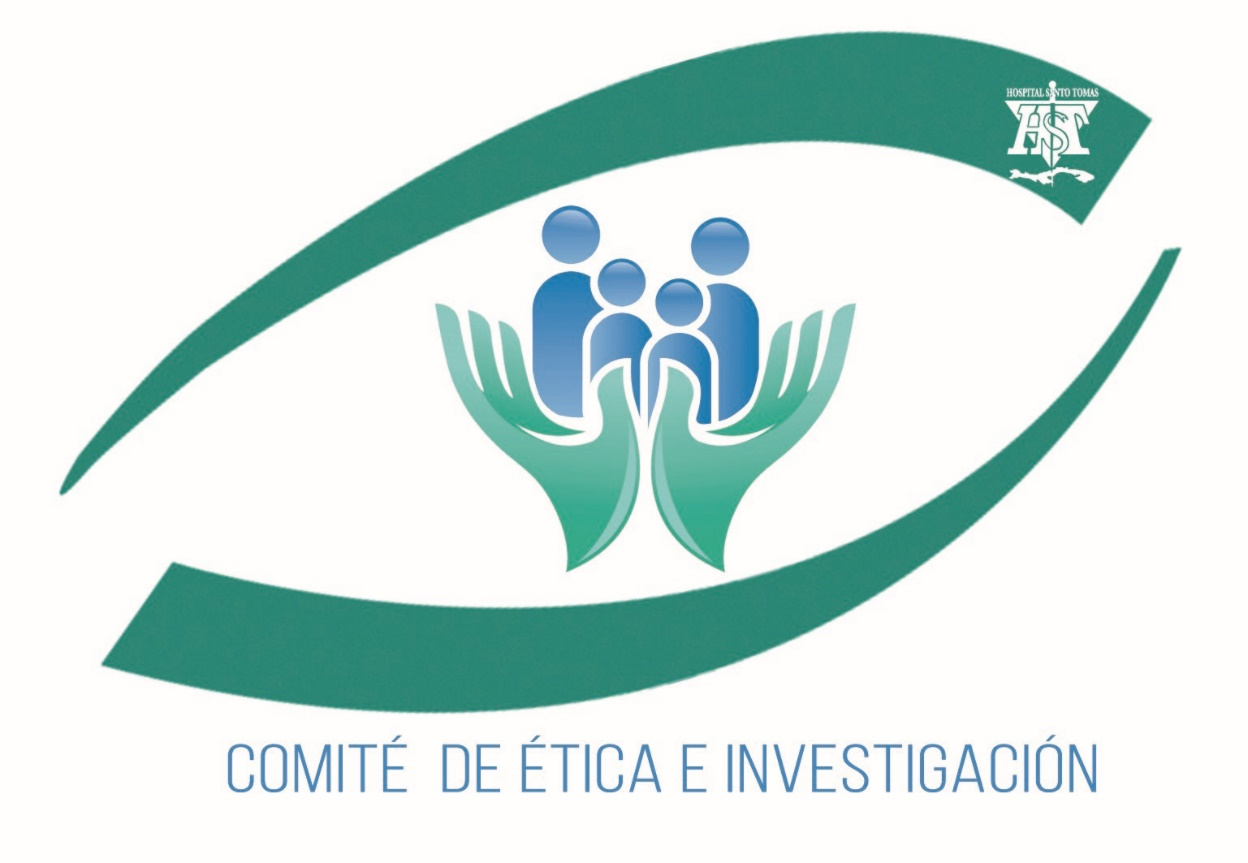 HOSPITAL SANTO TOMAS
HST
COMITÉ DE ÉTICA E INVESTIGACIÓN